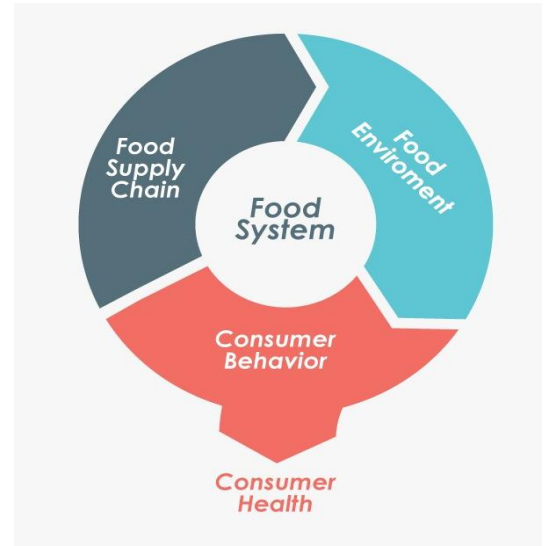 Food
Supply
Chain
Food
Enviroment
Food
System
Consumer
Behavior
Consumer
Health